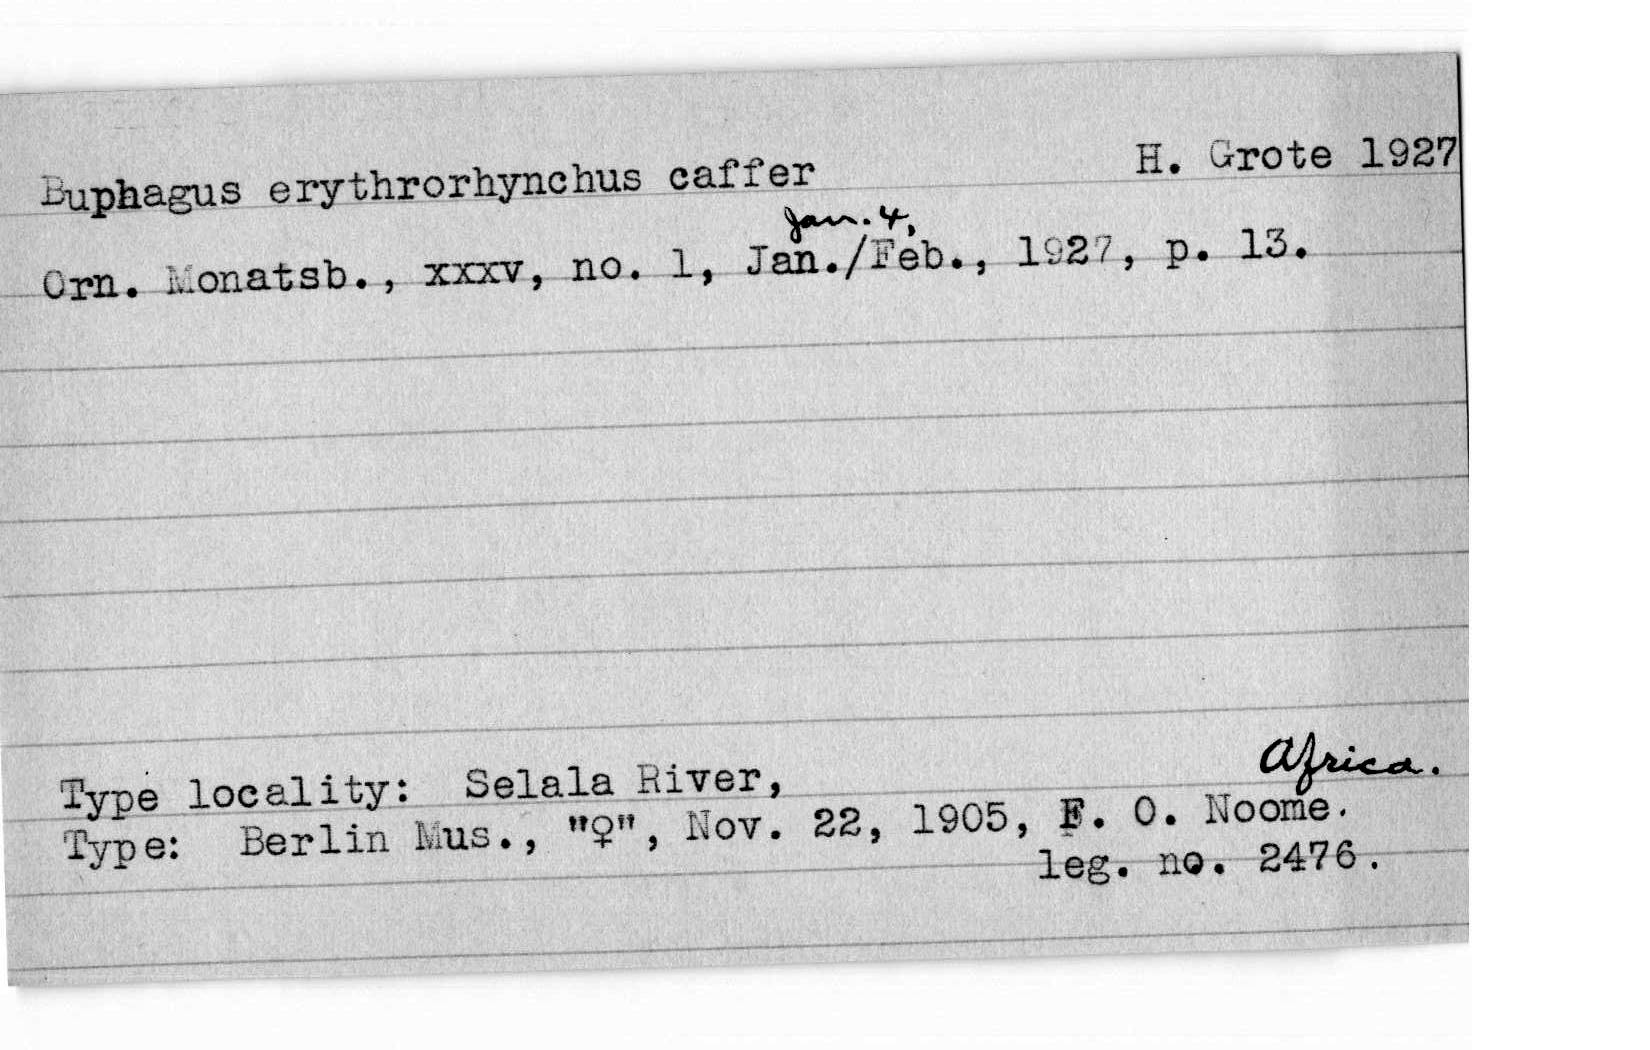 Buphagus erythrorhynchus caffer H. Grote 1927
Jan. 4,
Orn. Monatsb., xxxv, no. 1, Jan./Feb., 1927, p. 13.
Africa.
Type locality: Selala River,
Type: Berlin Mus., "♀", Nov. 22, 1905, F. O. Noome.
leg. no. 2476.